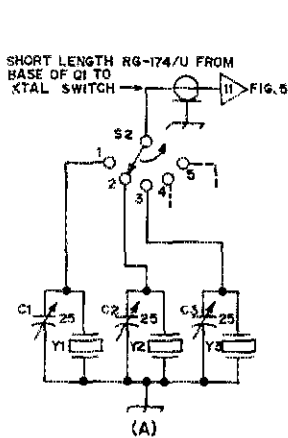 SHORT LENGTH RG-174/U FROM
BASE OF Q1 TO
XTAL SWITCH
11 FIG. 5
S2
1
2
3
4
5
C1 25 C2 25 C3 25
Y1 Y2 Y3
(A)